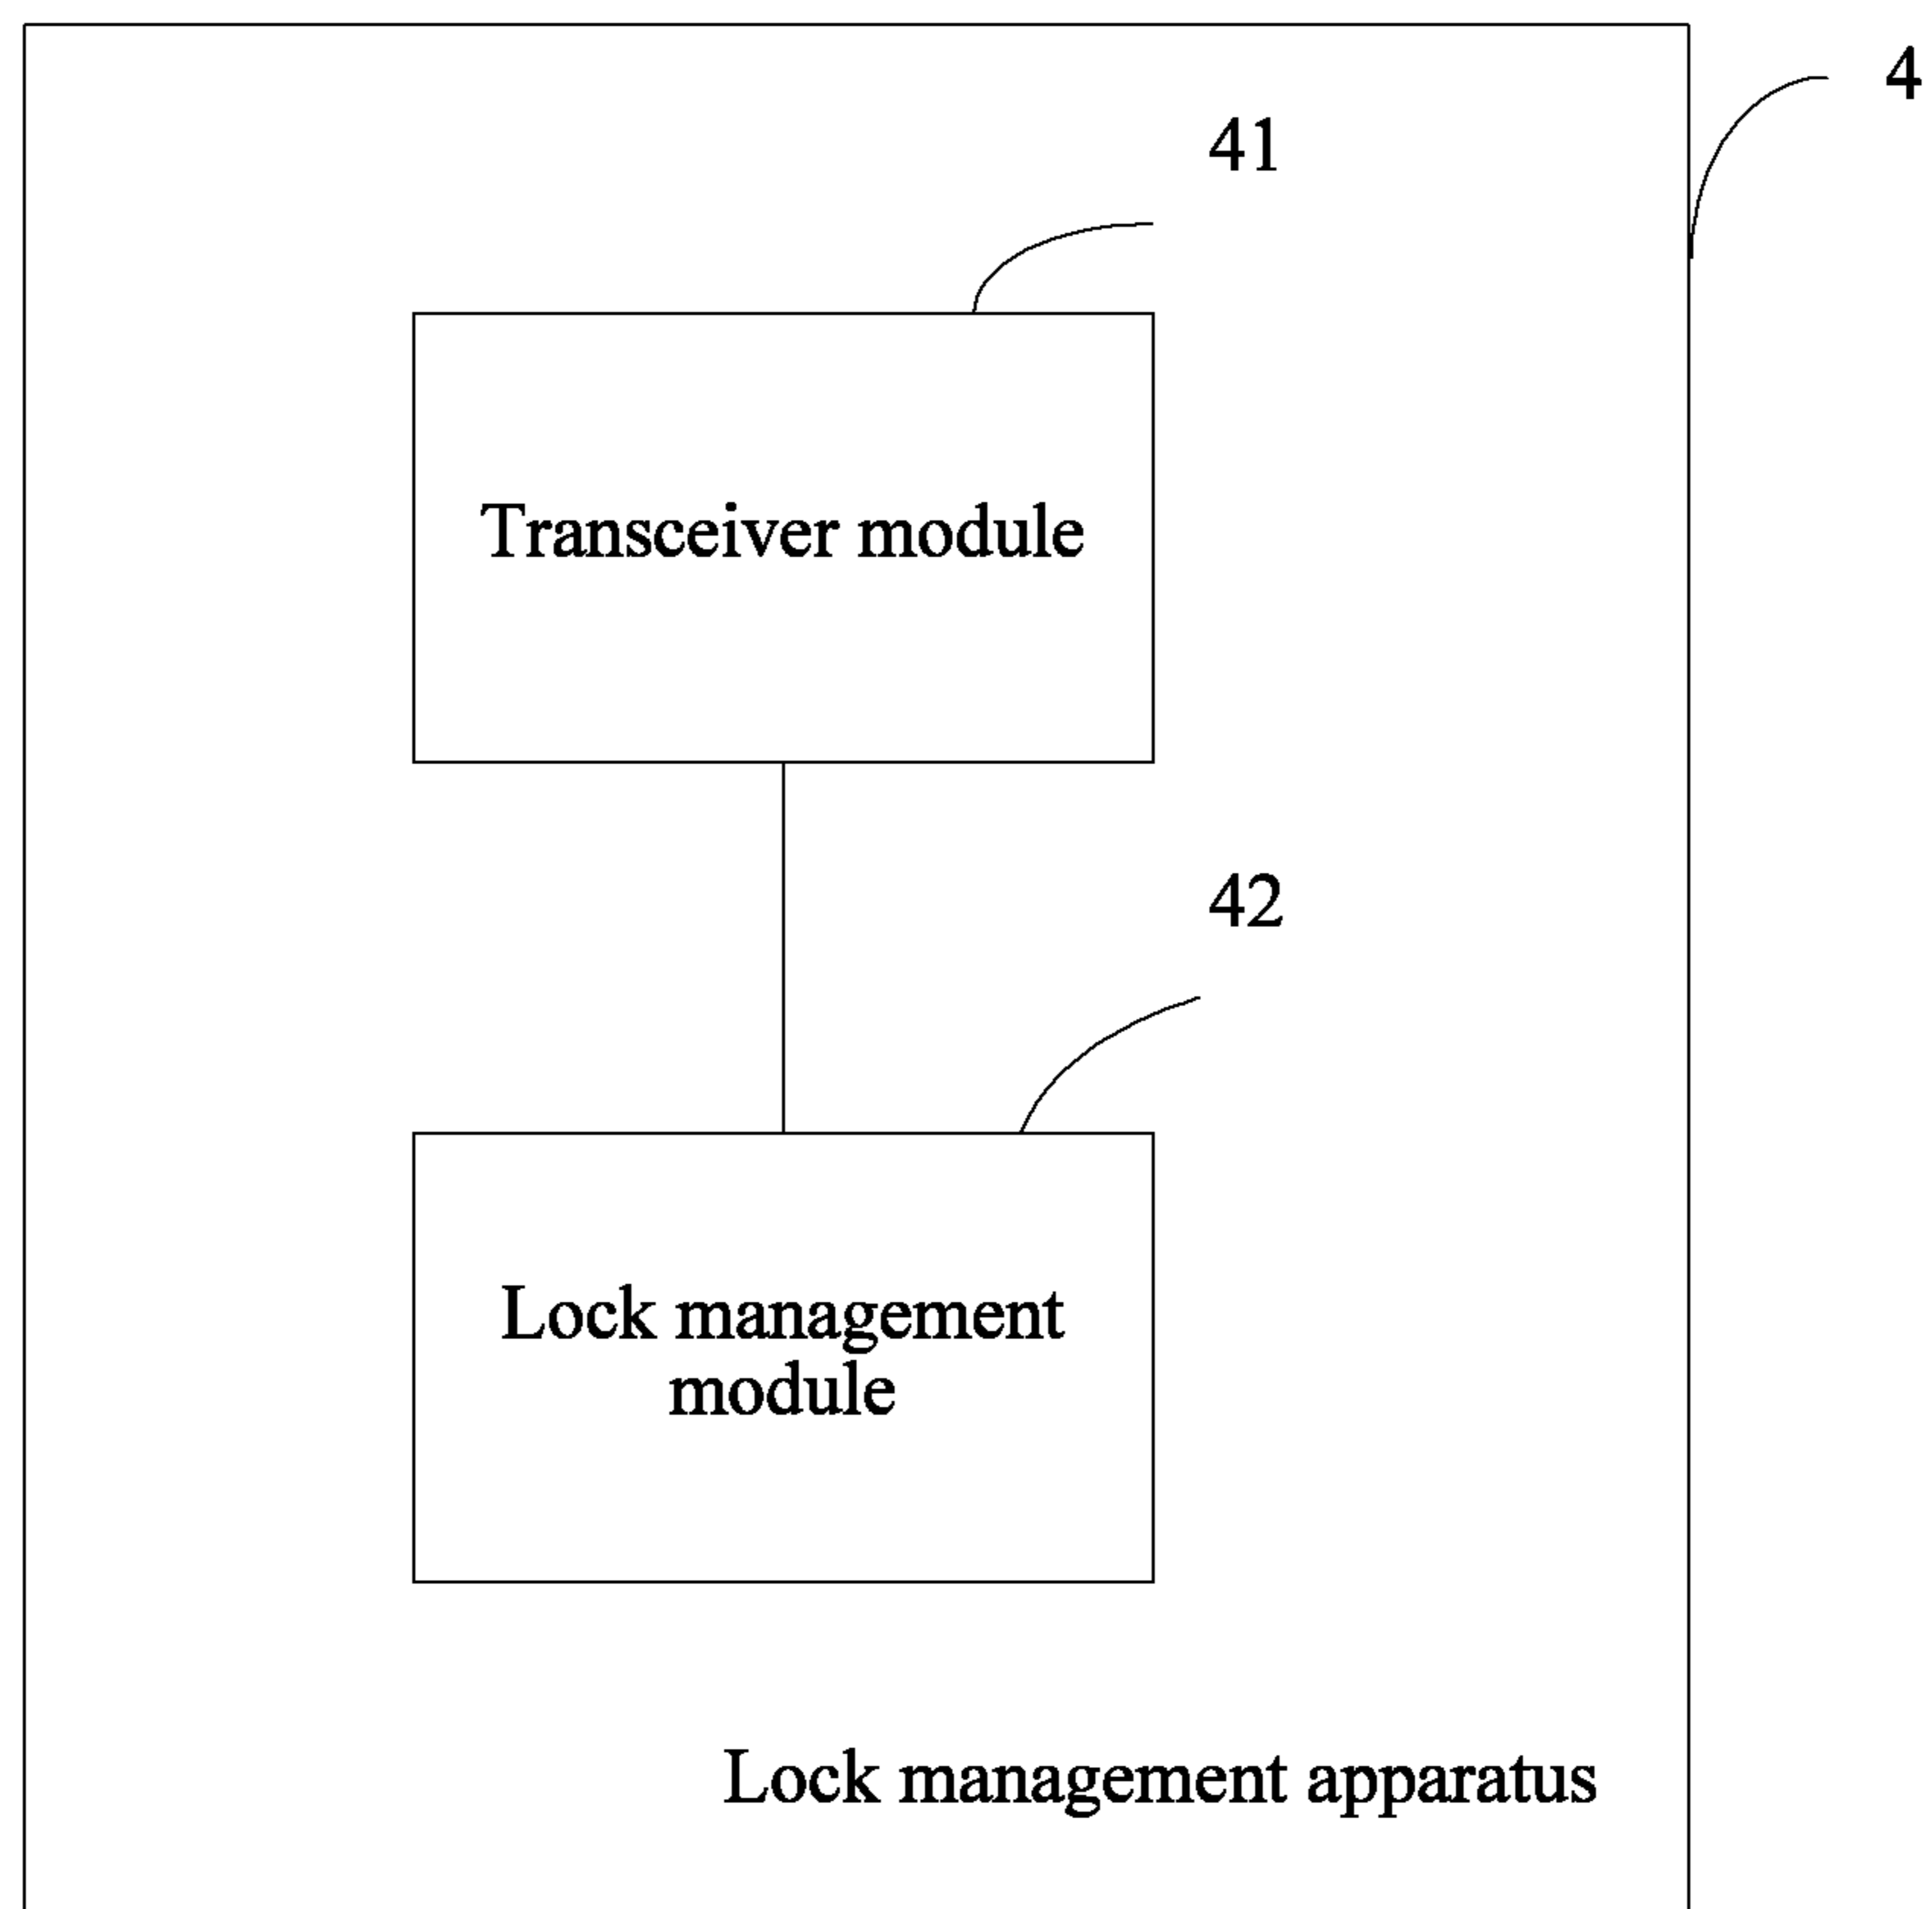 4
41
Transceiver module
42
Lock management
module
Lock management apparatus